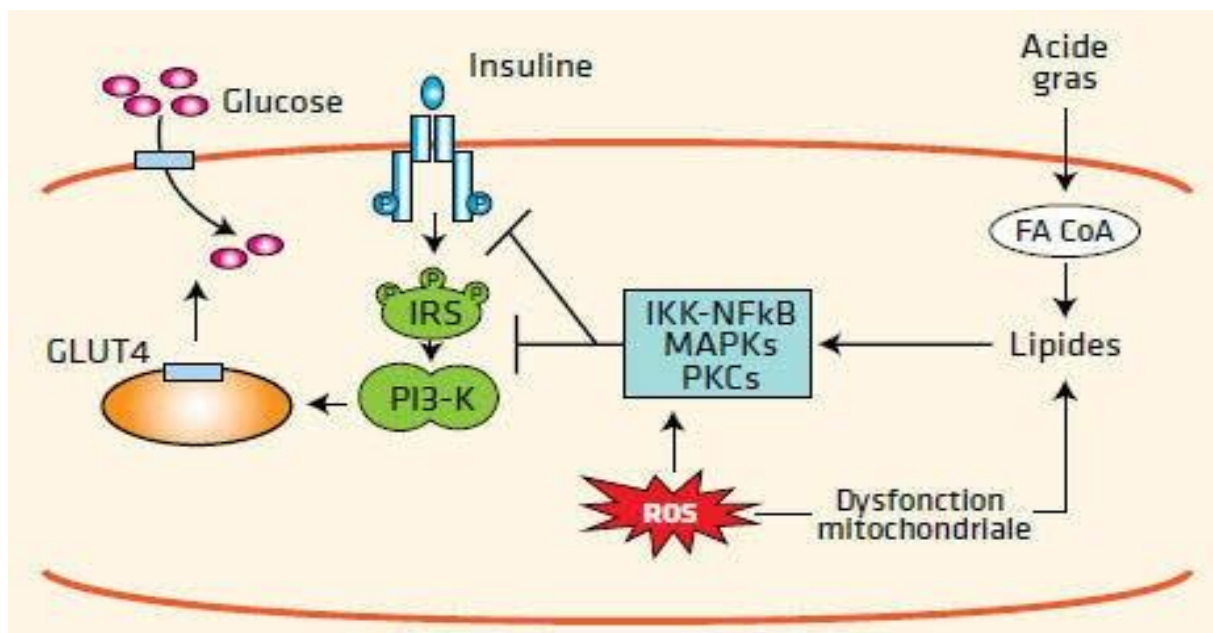 Glucose
Insuline
Acide
gras
P
P
FA CoA
P
P
P
IRS
IKK-NFkB
MAPKs
PKCs
Lipides
GLUT4
PI3-K
ROS
Dysfonction
mitochondriale